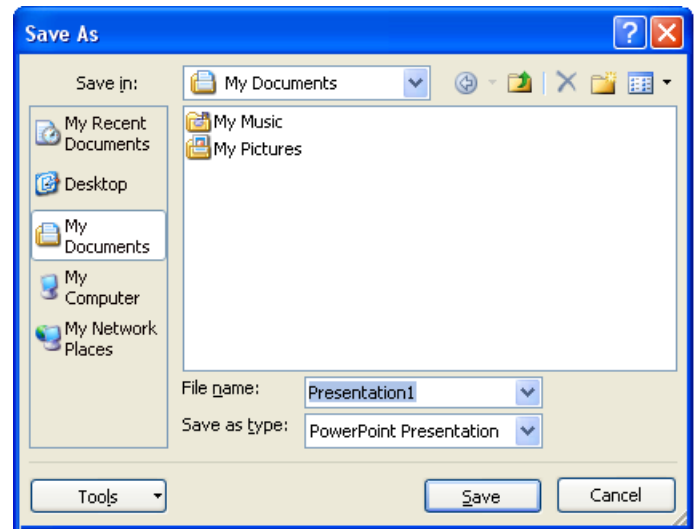 Save As
?
Save in:
My Documents
My Recent
Documents
Desktop
My
Documents
My
Computer
My Network
Places
My Music
My Pictures
File name:
Presentation1
Save as type:
PowerPoint Presentation
Tools
Save
Cancel